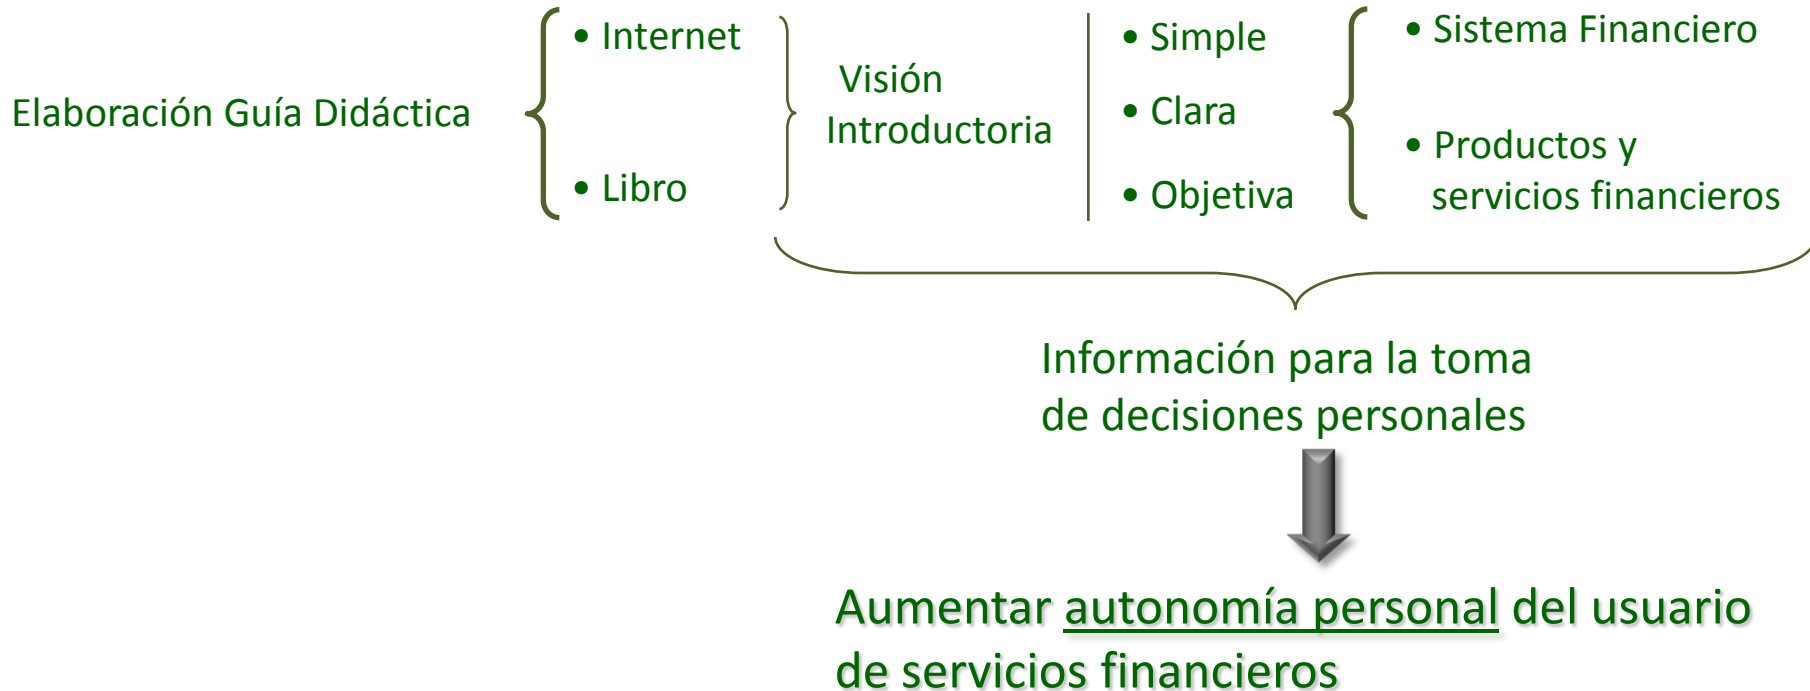 Elaboración Guía Didáctica
• Internet
• Libro
Visión
Introductoria
• Simple
• Clara
• Objetiva
• Sistema Financiero
• Productos y
servicios financieros
Información para la toma
de decisiones personales
Aumentar autonomía personal del usuario
de servicios financieros